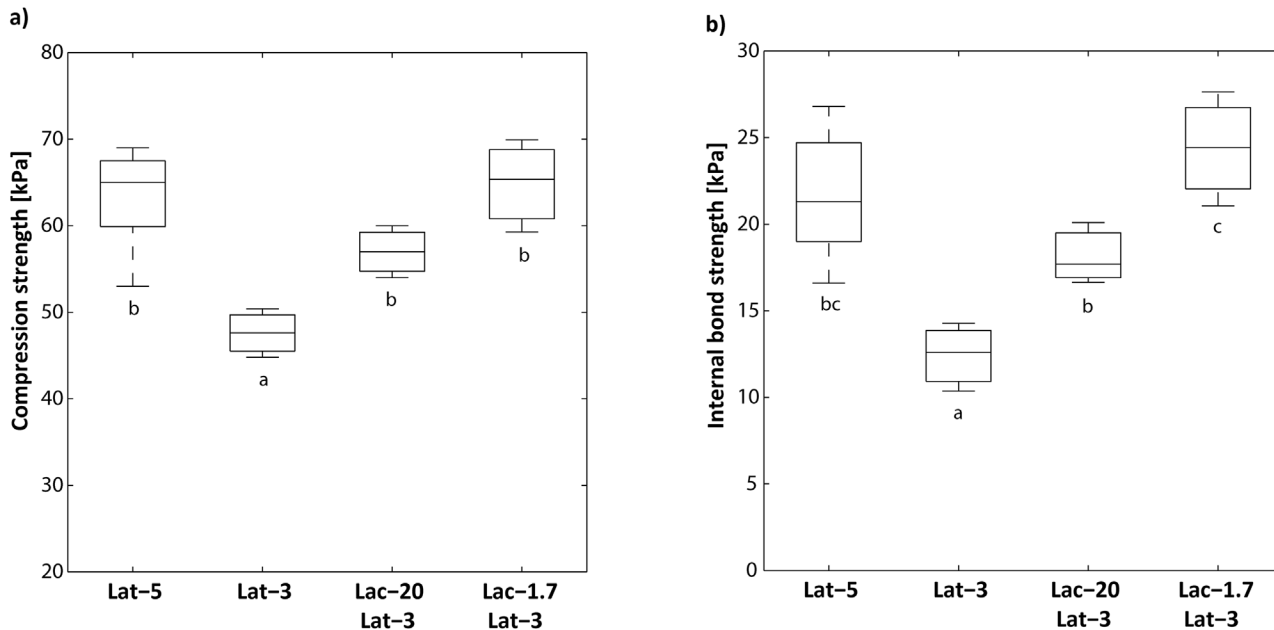 a)
Compression strength [kPa]
80
70
60
50
40
30
20
b
a
b
b
Lat–5
Lat–3
Lac–20
Lat–3
Lac–1.7
Lat–3
b)
Internal bond strength [kPa]
30
25
20
15
10
5
0
bc
a
b
c
Lat–5
Lat–3
Lac–20
Lat–3
Lac–1.7
Lat–3